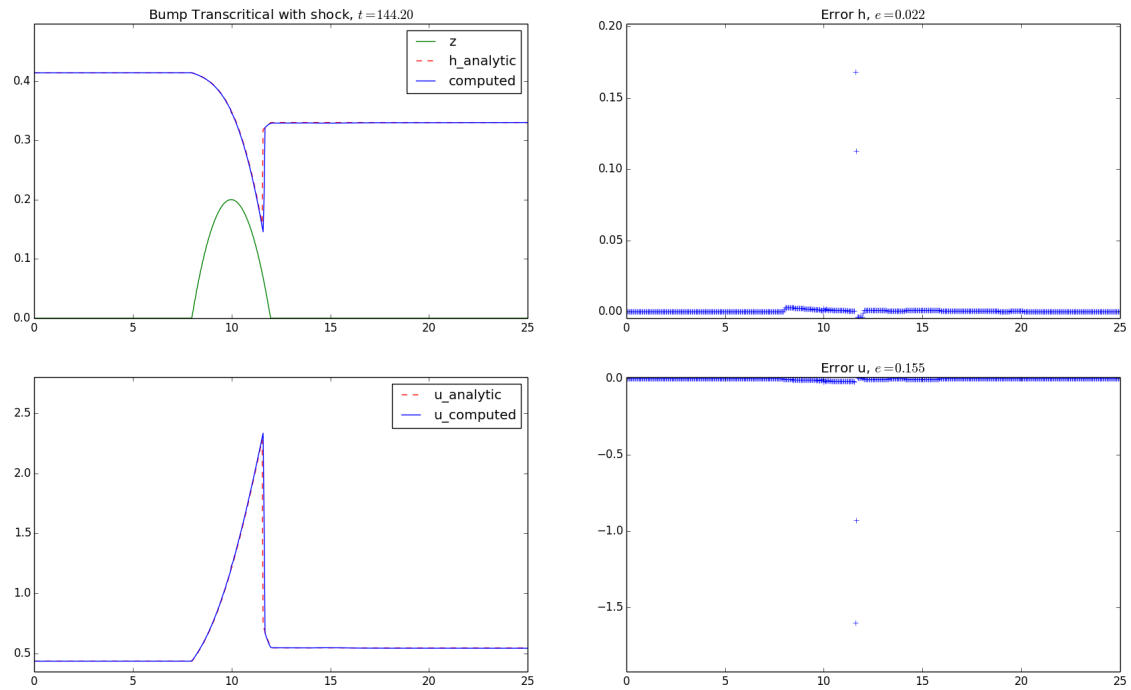 Bump Transcritical with shock, t=144.20
z
h_analytic
computed
0.4
0.3
0.2
0.1
0.0
0 5 10 15 20 25
Error h, e=0.022
0.20
0.15
0.10
0.05
0.00
0 5 10 15 20 25
u_analytic
u_computed
2.5
2.0
1.5
1.0
0.5
0 5 10 15 20 25
Error u, e=0.155
0.0
−0.5
−1.0
−1.5
0 5 10 15 20 25